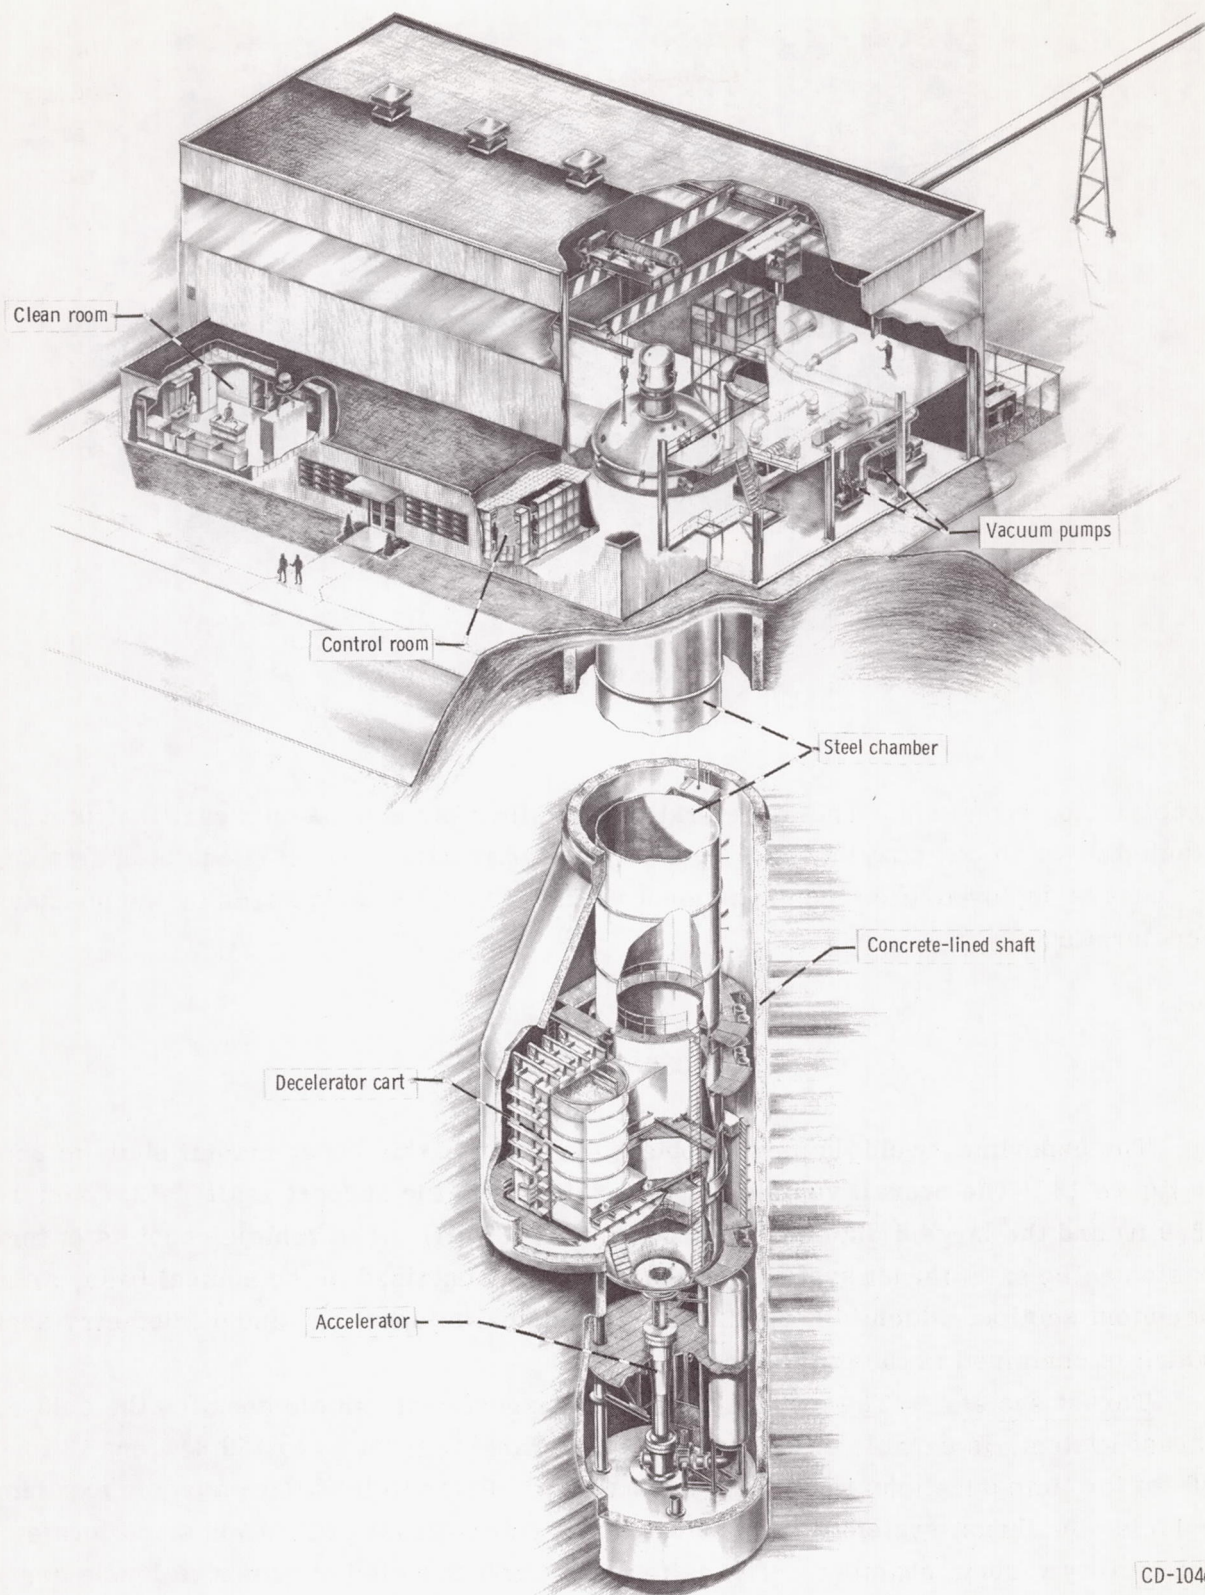 Clean room
Vacuum pumps
Control room
Steel chamber
Concrete-lined shaft
Decelerator cart
Accelerator